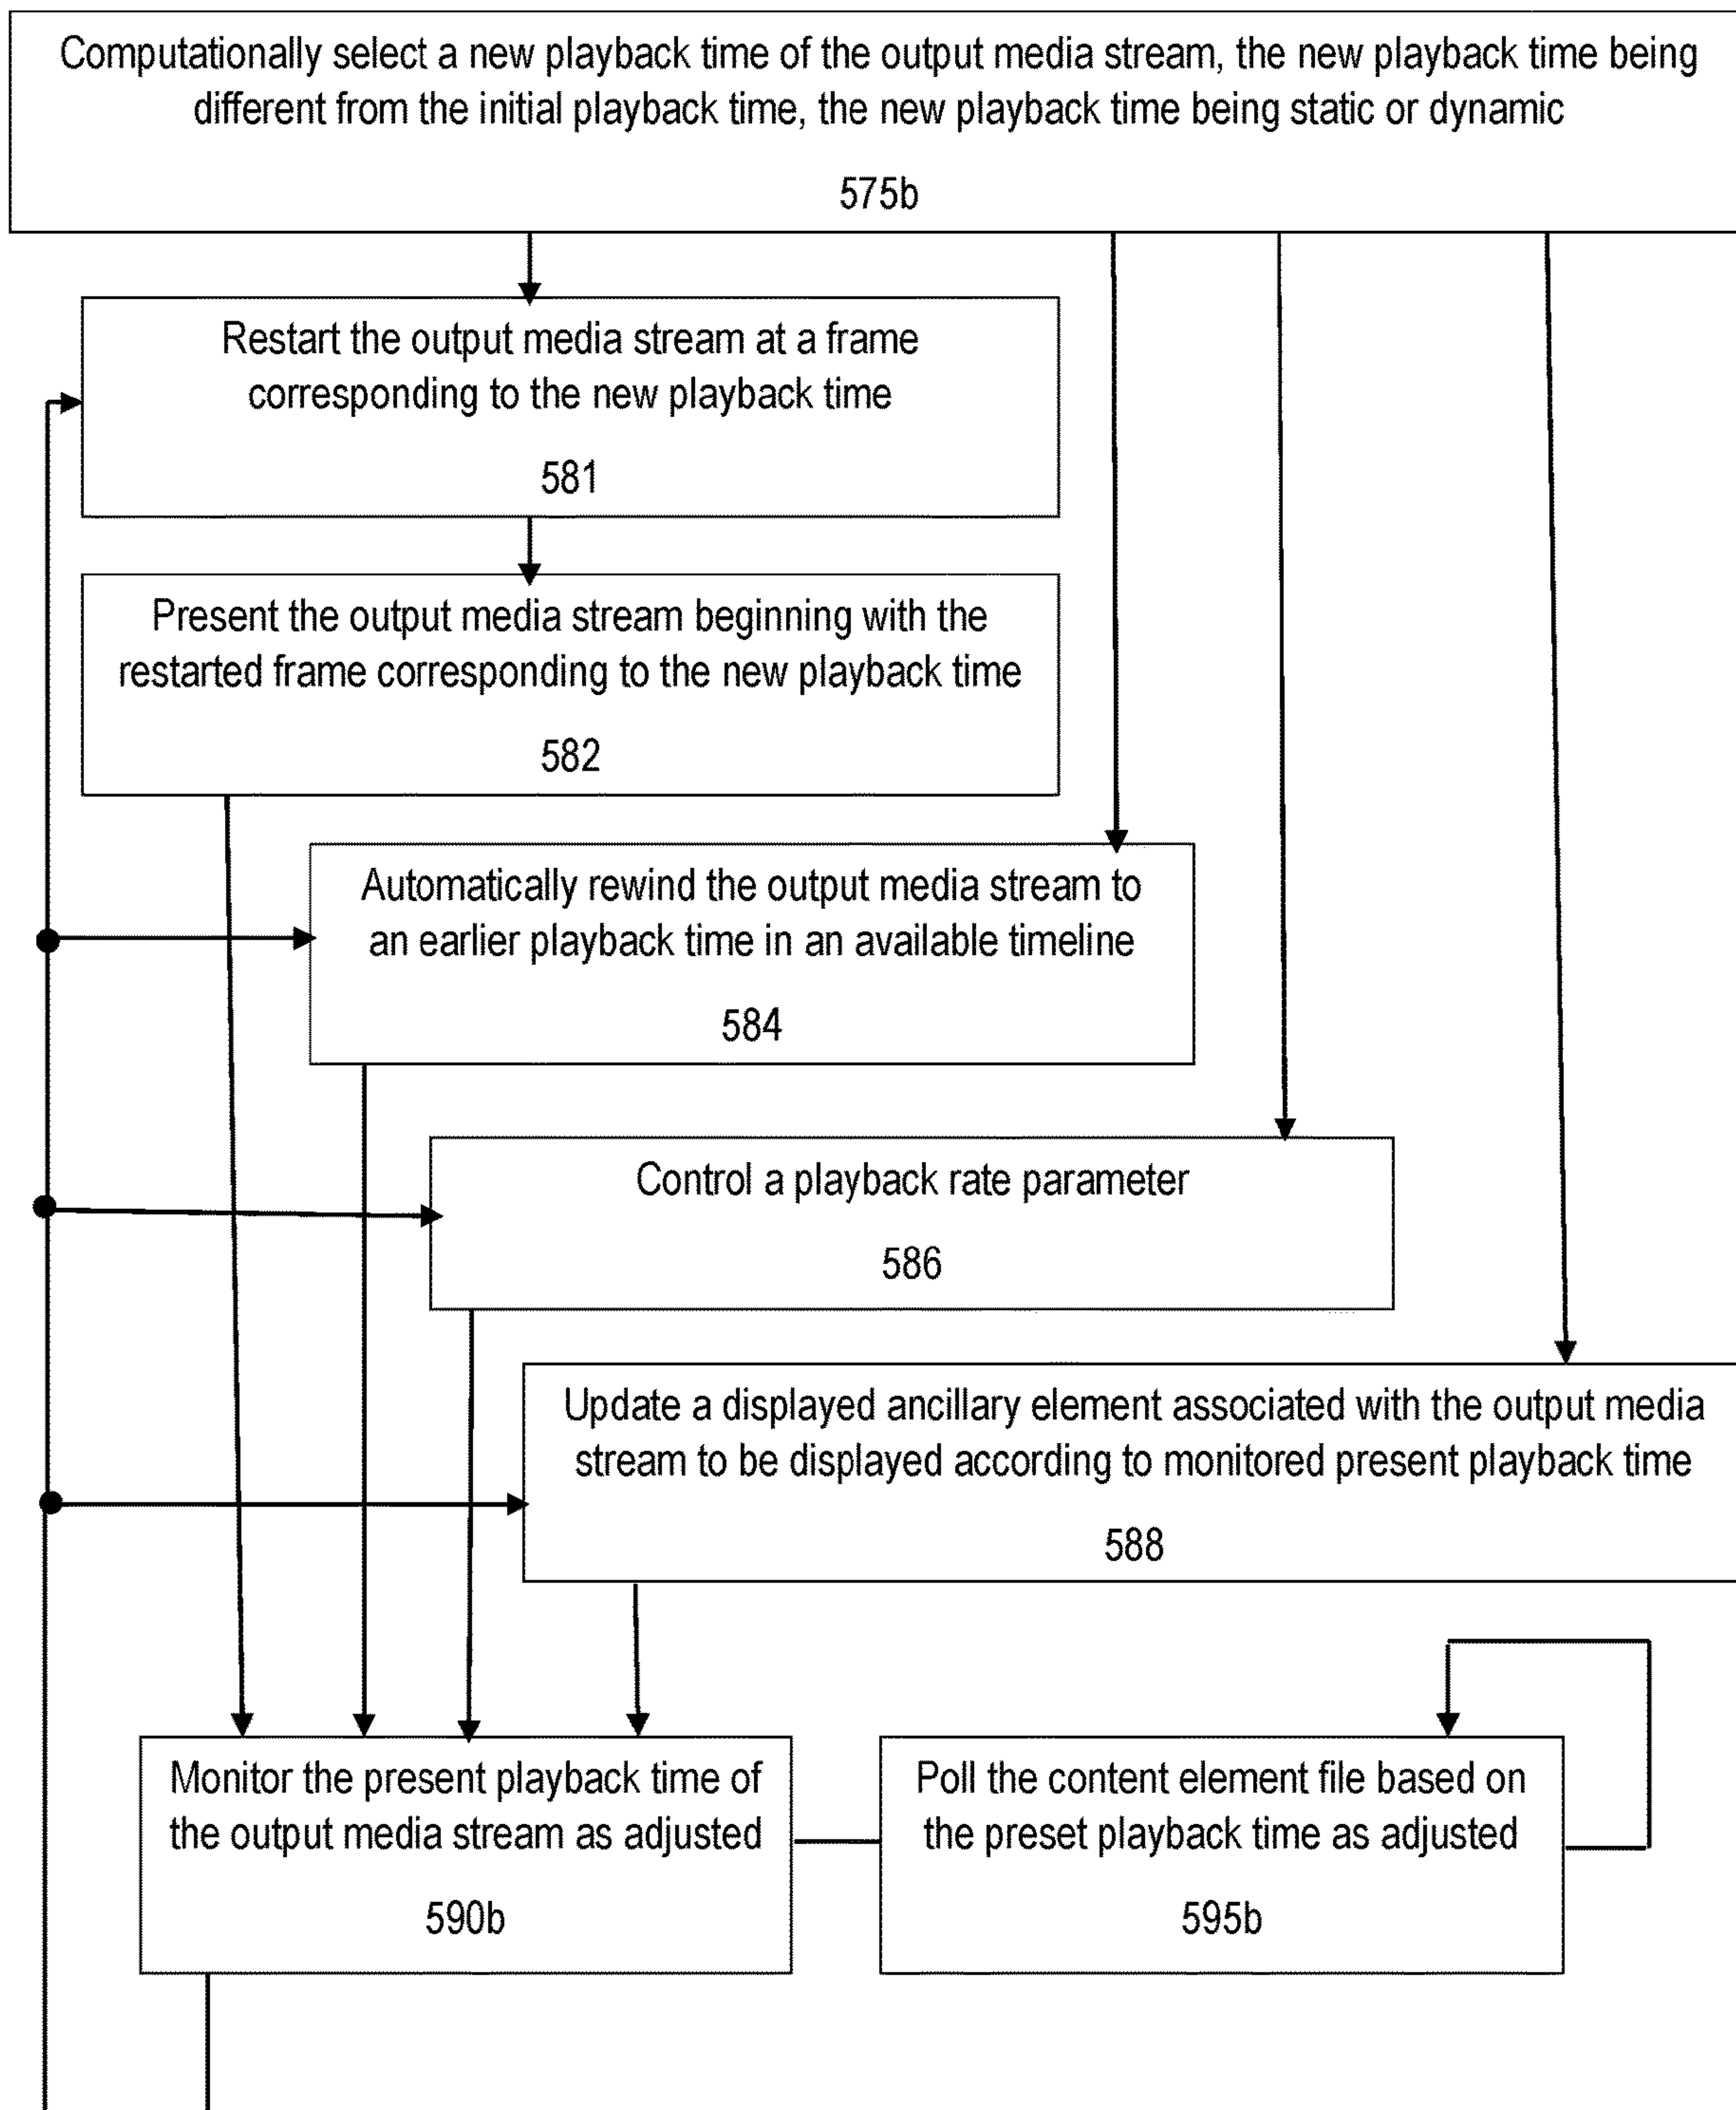 Computationally select a new playback time of the output media stream, the new playback time being
different from the initial playback time, the new playback time being static or dynamic
575b
Restart the output media stream at a frame
corresponding to the new playback time
581
Present the output media stream beginning with the
restarted frame corresponding to the new playback time
582
Automatically rewind the output media stream to
an earlier playback time in an available timeline
584
Control a playback rate parameter
586
Update a displayed ancillary element associated with the output media
stream to be displayed according to monitored present playback time
588
Monitor the present playback time of
the output media stream as adjusted
590b
Poll the content element file based on
the preset playback time as adjusted
595b